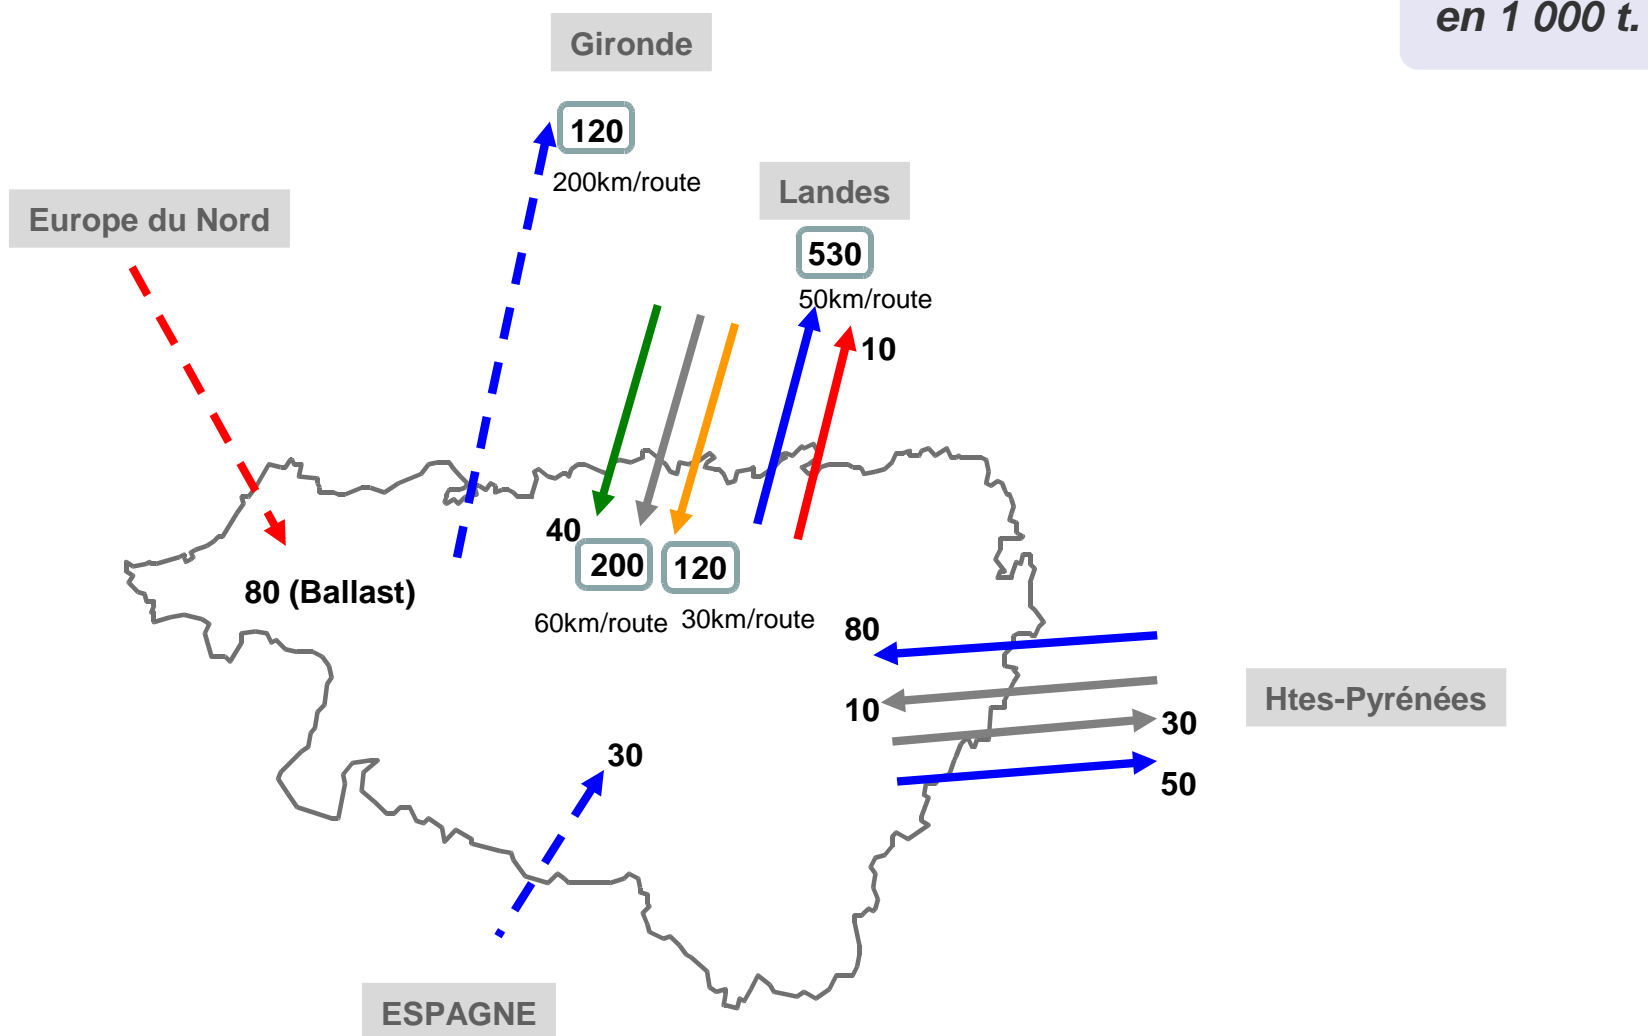 en 1 000 t.
Gironde
120
200km/route
Landes
Europe du Nord
530
50km/route
10
40
200
120
80 (Ballast)
60km/route
30km/route
80
10
Htes-Pyrénées
30
30
50
ESPAGNE